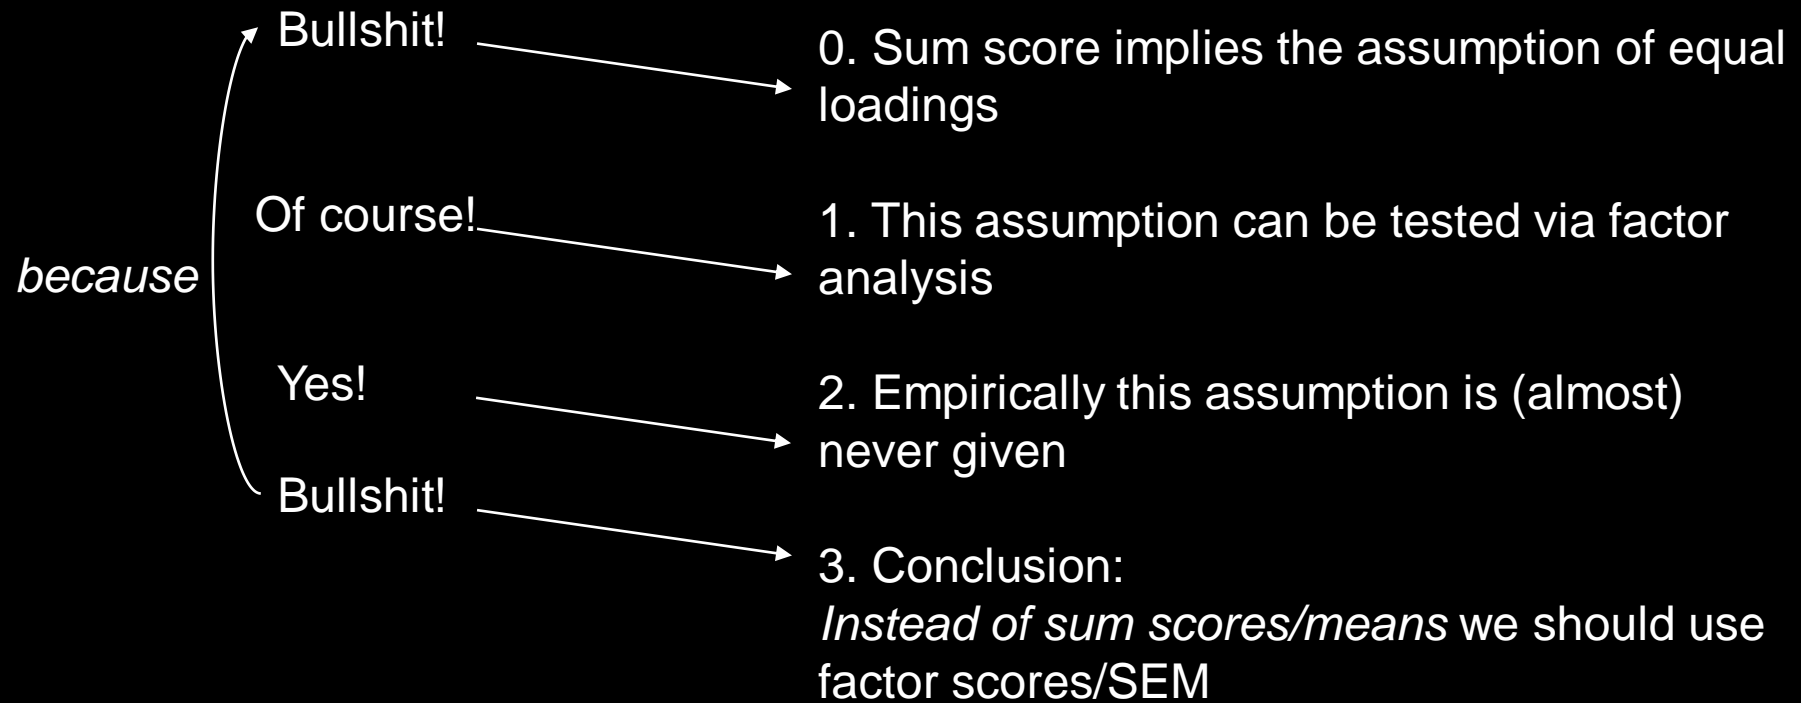 Bullshit!
0. Sum score implies the assumption of equal
loadings
Of course!
1. This assumption can be tested via factor
analysis
because
Yes!
2. Empirically this assumption is (almost)
never given
Bullshit!
3. Conclusion:
Instead of sum scores/means we should use
factor scores/SEM